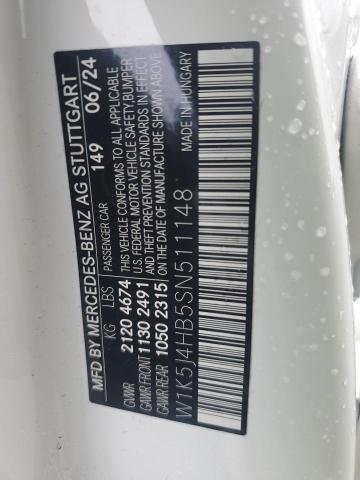 MFD BY MERCEDES-BENZ AG STUTTGART
PASSENGER CAR 149 06/24
KG LBS
GVWR 2120 4674
GAWR FRONT 1130 2491
GAWR REAR 1050 2315
THIS VEHICLE CONFORMS TO ALL APPLICABLE
U.S. FEDERAL MOTOR VEHICLE SAFETY, BUMPER
AND THEFT PREVENTION STANDARDS IN EFFECT
ON THE DATE OF MANUFACTURE SHOWN ABOVE
MADE IN HUNGARY
W1K5J4HB5SN511148